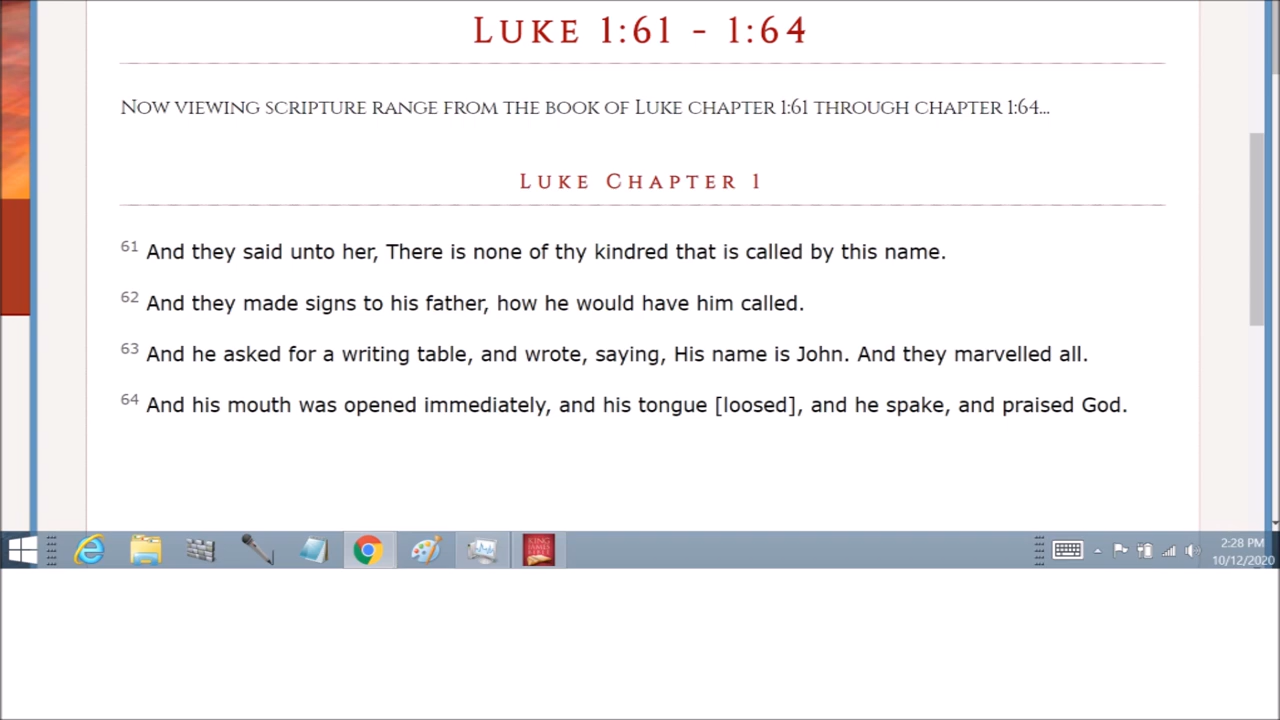 Luke 1:61 - 1:64
Now viewing scripture range from the book of Luke chapter 1:61 through chapter 1:64...
Luke Chapter 1
61 And they said unto her, There is none of thy kindred that is called by this name.
62 And they made signs to his father, how he would have him called.
63 And he asked for a writing table, and wrote, saying, His name is John. And they marvelled all.
64 And his mouth was opened immediately, and his tongue [loosed], and he spake, and praised God.
KING
JAMES
BIBLE
2:28 PM
10/12/2020